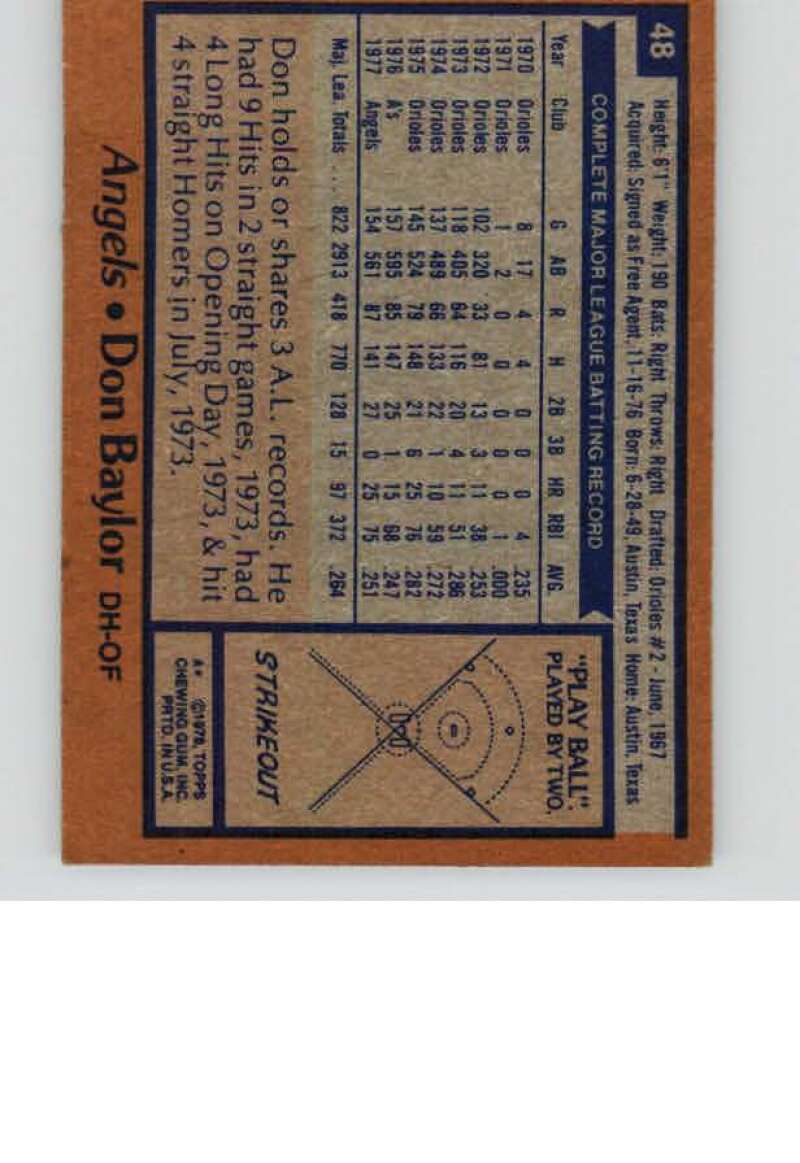 48
Height: 6'1" Weight: 190 Bats: Right Throws: Right Drafted: Orioles #2 - June, 1967
Acquired: Signed as Free Agent, 11-16-76 Born: 6-28-49, Austin, Texas Home: Austin, Texas
COMPLETE MAJOR LEAGUE BATTING RECORD
Year Club G AB R H 2B 3B HR RBI AVG.
1970 Orioles 8 17 4 4 0 0 0 4 .235
1971 Orioles 1 2 0 0 0 0 0 1 .000
1972 Orioles 102 320 33 81 13 3 11 38 .253
1973 Orioles 118 405 64 116 20 4 11 51 .286
1974 Orioles 137 489 66 133 22 1 10 59 .272
1975 Orioles 145 524 79 148 21 6 25 76 .282
1976 A's 157 595 85 147 25 1 15 68 .247
1977 Angels 154 561 87 141 27 0 25 75 .251
Maj. Lea. Totals ... 822 2913 418 770 128 15 97 372 .264
Don holds or shares 3 A.L. records. He
had 9 Hits in 2 straight games, 1973, had
4 Long Hits on Opening Day, 1973, & hit
4 straight Homers in July, 1973.
"PLAY BALL"
PLAYED BY TWO.
STRIKEOUT
A* ©1978, TOPPS
CHEWING GUM, INC.
PRTD. IN U.S.A.
Angels • Don Baylor DH-OF